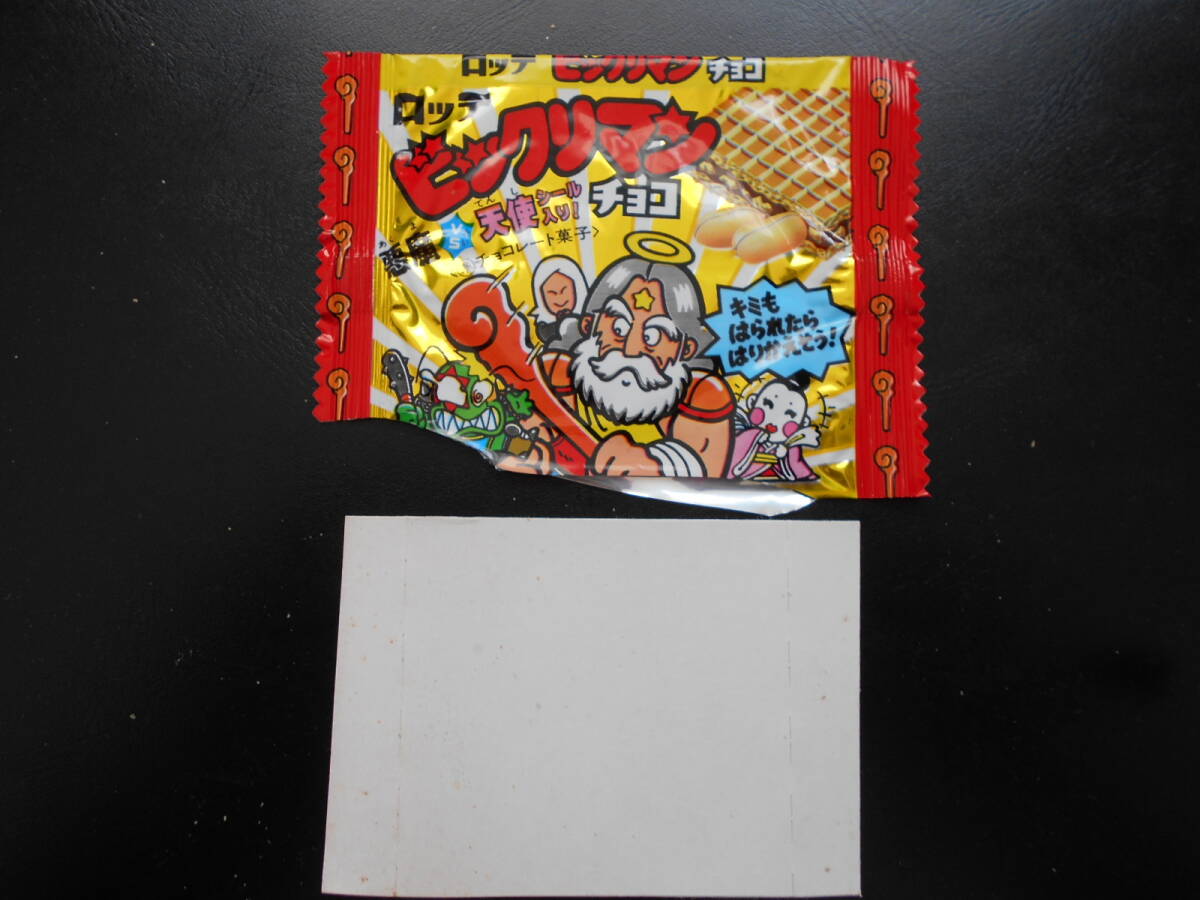 ロッテ ビックリマン チョコ
ロッテ
ビックリマン
チョコ
てんし
天使シール
入り!
悪魔
VS
チョコレート菓子>
キミも
はられたら
はりかえそう!